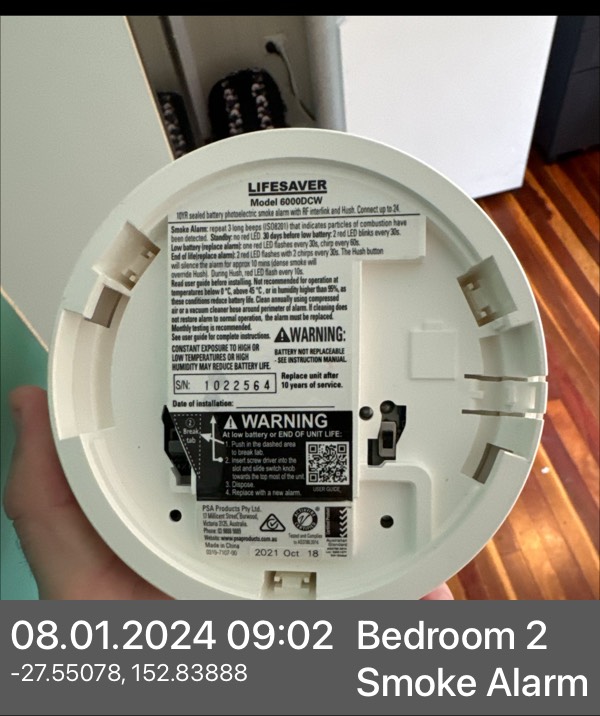 LIFESAVER
Model 6000DCW
10YR sealed battery photoelectric smoke alarm with RF interlink and Hush. Connect up to 24.
Smoke Alarm: repeat 3 long beeps (ISO8201) that indicates particles of combustion have
been detected. Standby: no red LED. 30 days before low battery: 2 red LED blinks every 30s.
Low battery (replace alarm): one red LED flashes every 30s, chirp every 60s.
End of life(replace alarm): 2 red LED flashes with 2 chirps every 30s. The Hush button
will silence the alarm for approx 10 mins (dense smoke will
override Hush). During Hush, red LED flash every 10s.
Read user guide before installing. Not recommended for operation at
temperatures below 0 °C, above 45 °C, or in humidity higher than 95%, as
these conditions reduce battery life. Clean annually using compressed
air or a vacuum cleaner hose around perimeter of alarm. If cleaning does
not restore alarm to normal operation, the alarm must be replaced.
Monthly testing is recommended.
See user guide for complete instructions.
WARNING:
CONSTANT EXPOSURE TO HIGH OR
LOW TEMPERATURES OR HIGH
HUMIDITY MAY REDUCE BATTERY LIFE.
BATTERY NOT REPLACEABLE
- SEE INSTRUCTION MANUAL.
S/N: 1022564
Replace unit after
10 years of service.
Date of installation:
WARNING
At low battery or END OF UNIT LIFE:
2
Break
tab
1
1. Push in the dashed area
to break tab.
2. Insert screw driver into the
slot and slide switch knob
towards the top most of the unit.
3. Dispose.
4. Replace with a new alarm.
USER GUIDE
PSA Products Pty Ltd.
17 Millicent Street, Burwood,
Victoria 3125, Australia.
Phone: 03 9888 9889
Website: www.psaproducts.com.au
Made in China
2021 Oct 18
08.01.2024 09:02
-27.55078, 152.83888
Bedroom 2
Smoke Alarm